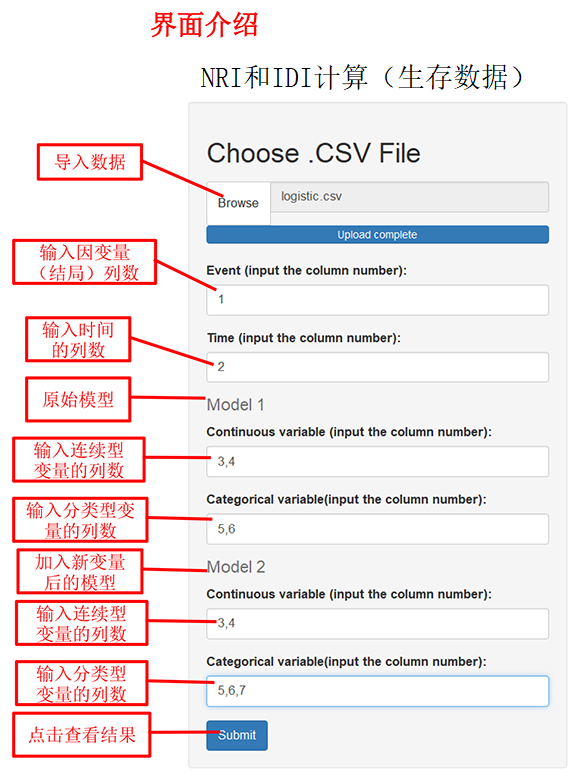 界面介绍
NRI和IDI计算（生存数据）
Choose .CSV File
导入数据
Browse
logistic.csv
Upload complete
输入因变量
（结局）列数
Event (input the column number):
1
输入时间
的列数
Time (input the column number):
2
原始模型
Model 1
输入连续型
变量的列数
Continuous variable (input the column number):
3,4
输入分类型变
量的列数
Categorical variable(input the column number):
5,6
加入新变量
后的模型
Model 2
输入连续型
变量的列数
Continuous variable (input the column number):
3,4
输入分类型
变量的列数
Categorical variable(input the column number):
5,6,7
点击查看结果
Submit